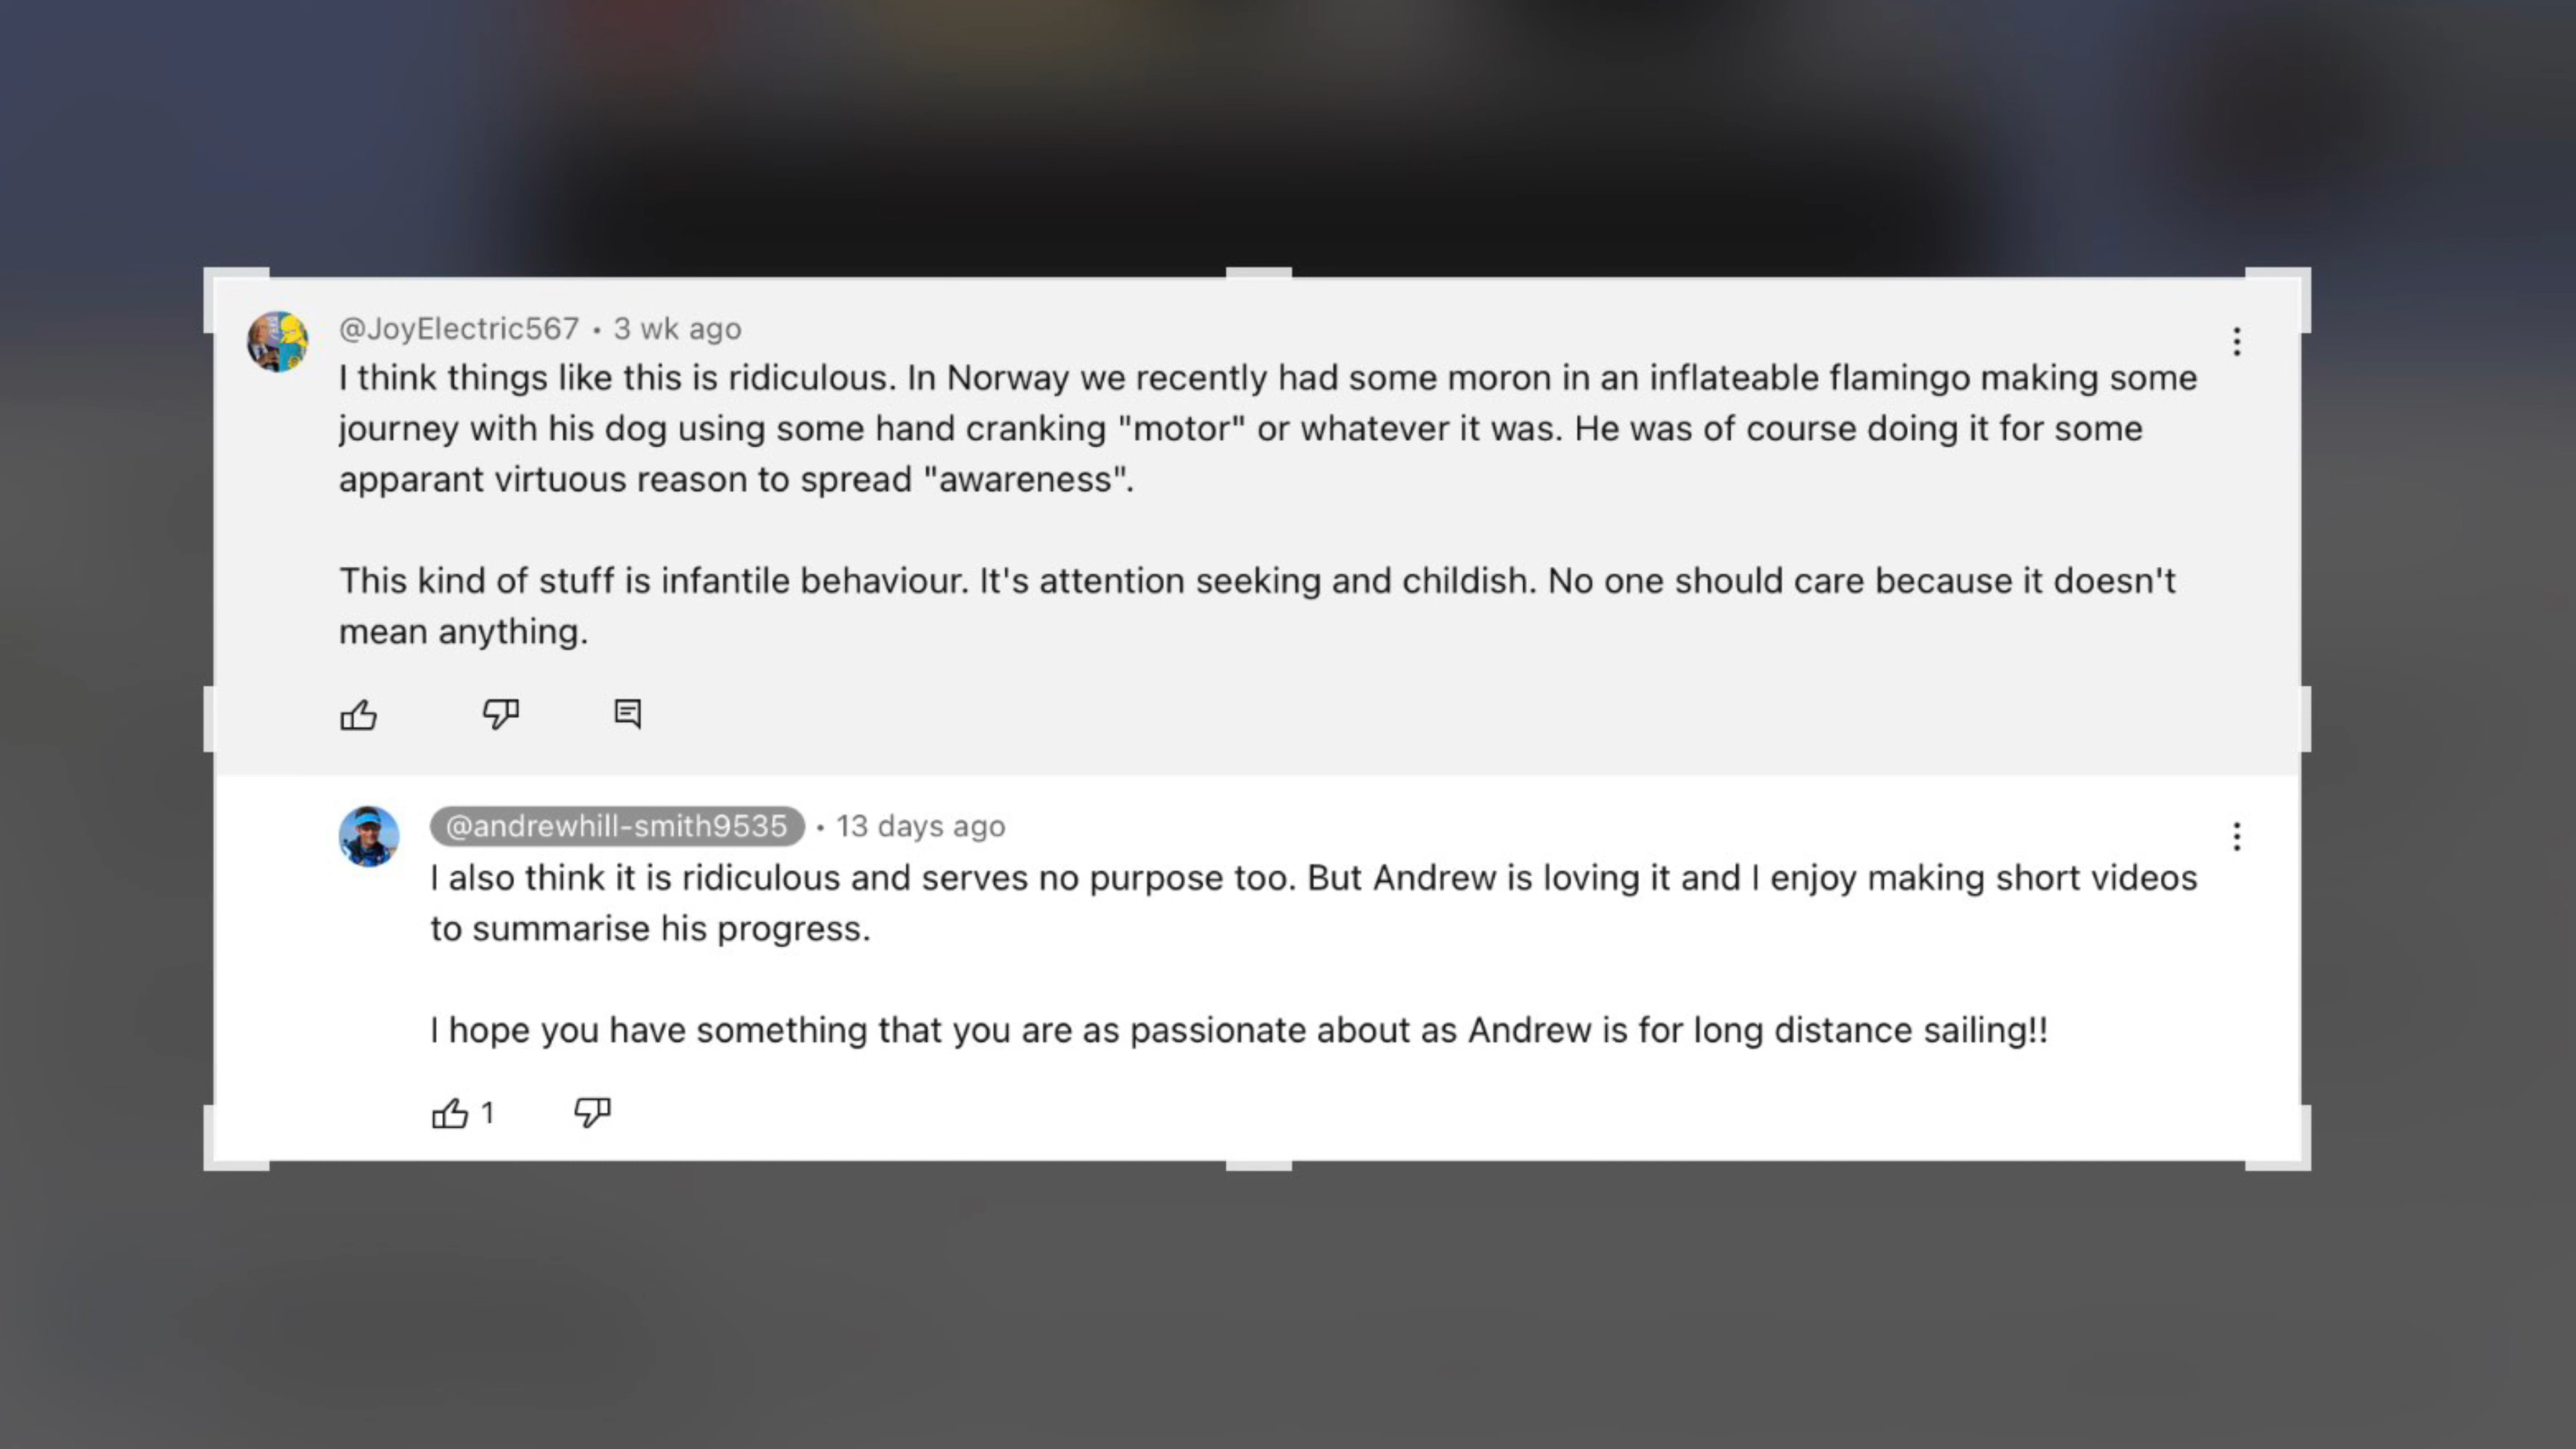 @JoyElectric567 • 3 wk ago
I think things like this is ridiculous. In Norway we recently had some moron in an inflateable flamingo making some
journey with his dog using some hand cranking "motor" or whatever it was. He was of course doing it for some
apparant virtuous reason to spread "awareness".
This kind of stuff is infantile behaviour. It's attention seeking and childish. No one should care because it doesn't
mean anything.
@andrewhill-smith9535 • 13 days ago
I also think it is ridiculous and serves no purpose too. But Andrew is loving it and I enjoy making short videos
to summarise his progress.
I hope you have something that you are as passionate about as Andrew is for long distance sailing!!
1